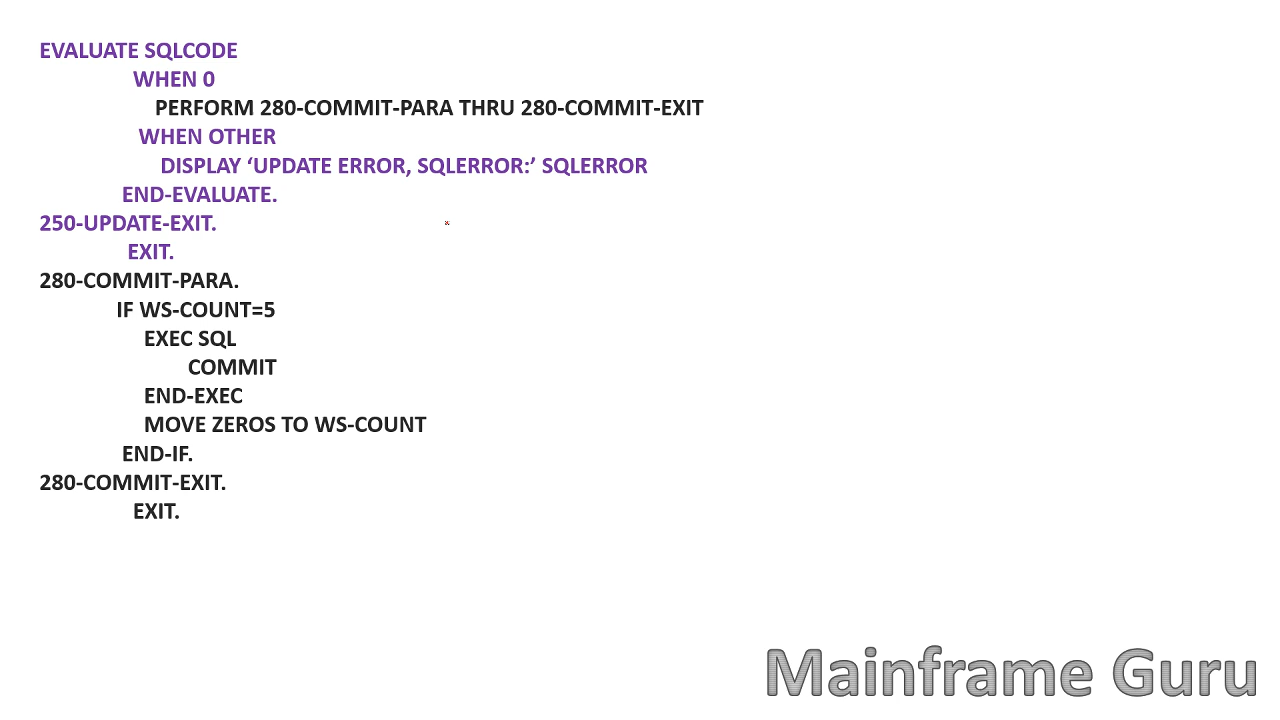 EVALUATE SQLCODE
WHEN 0
PERFORM 280-COMMIT-PARA THRU 280-COMMIT-EXIT
WHEN OTHER
DISPLAY ‘UPDATE ERROR, SQLERROR:’ SQLERROR
END-EVALUATE.
250-UPDATE-EXIT.
EXIT.
280-COMMIT-PARA.
IF WS-COUNT=5
EXEC SQL
COMMIT
END-EXEC
MOVE ZEROS TO WS-COUNT
END-IF.
280-COMMIT-EXIT.
EXIT.
Mainframe Guru